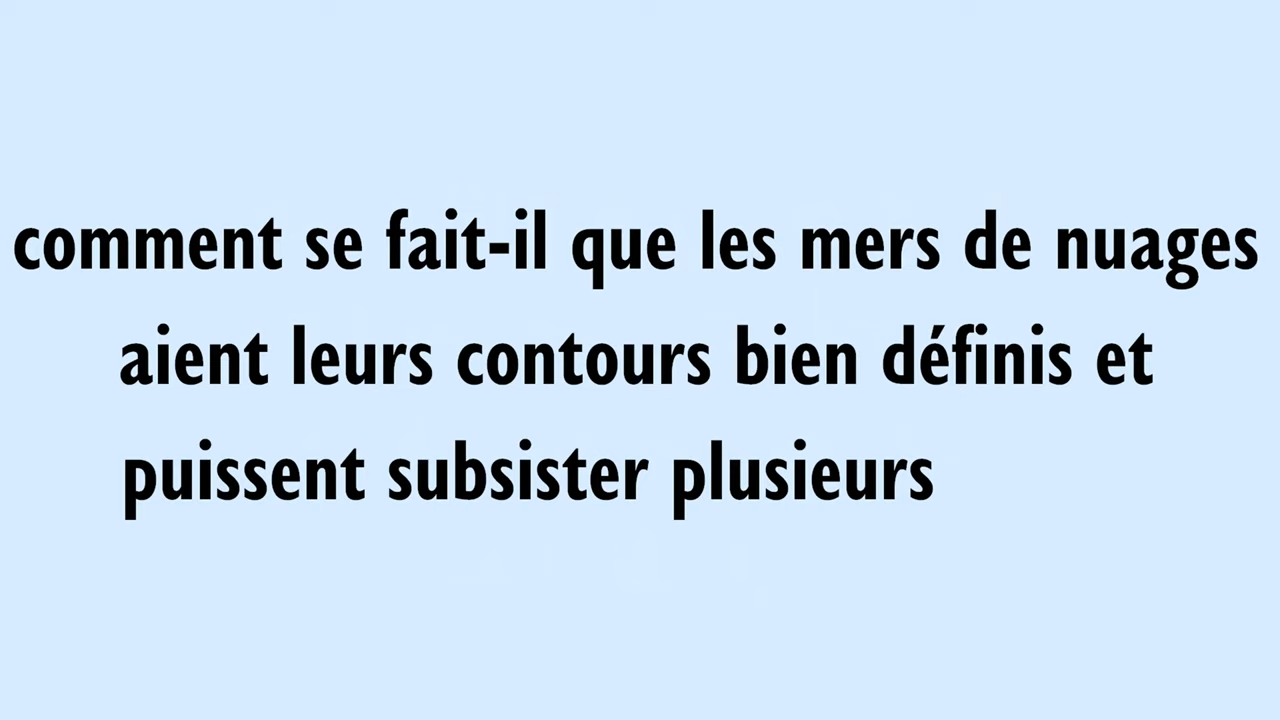 comment se fait-il que les mers de nuages
aient leurs contours bien définis et
puissent subsister plusieurs